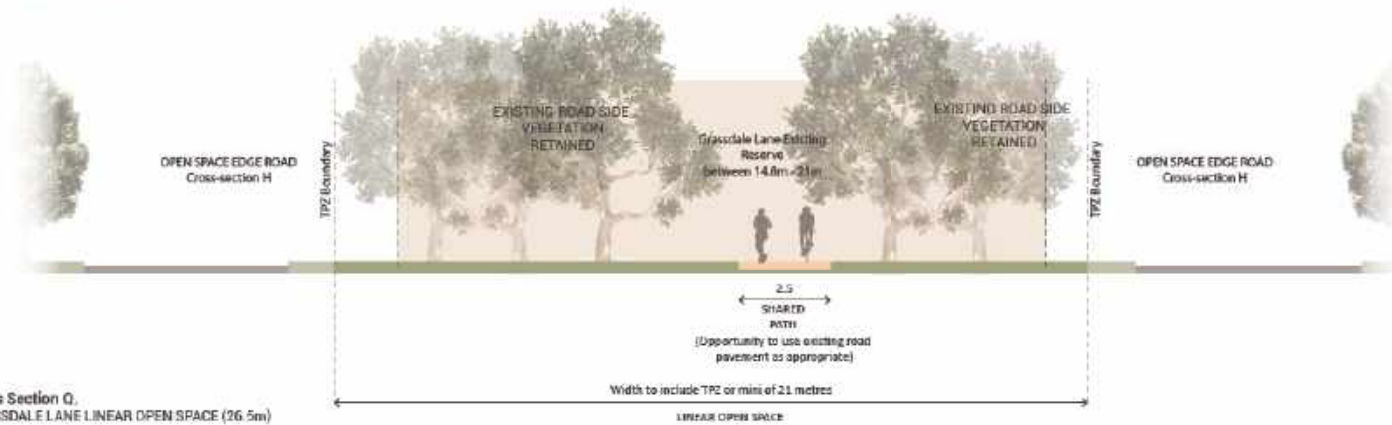 EXISTING ROAD SIDE
VEGETATION
RETAINED
EXISTING ROAD SIDE
VEGETATION
RETAINED
Grassdale Lane Existing
Reserve
between 14.8m - 21m
OPEN SPACE EDGE ROAD
Cross-section H
TPZ Boundary
TPZ Boundary
OPEN SPACE EDGE ROAD
Cross-section H
2.5
SHARED
PATH
(Opportunity to use existing road
pavement as appropriate)
Width to include TPZ or mini of 21 metres
LINEAR OPEN SPACE
s Section Q.
SSDALE LANE LINEAR OPEN SPACE (26.5m)